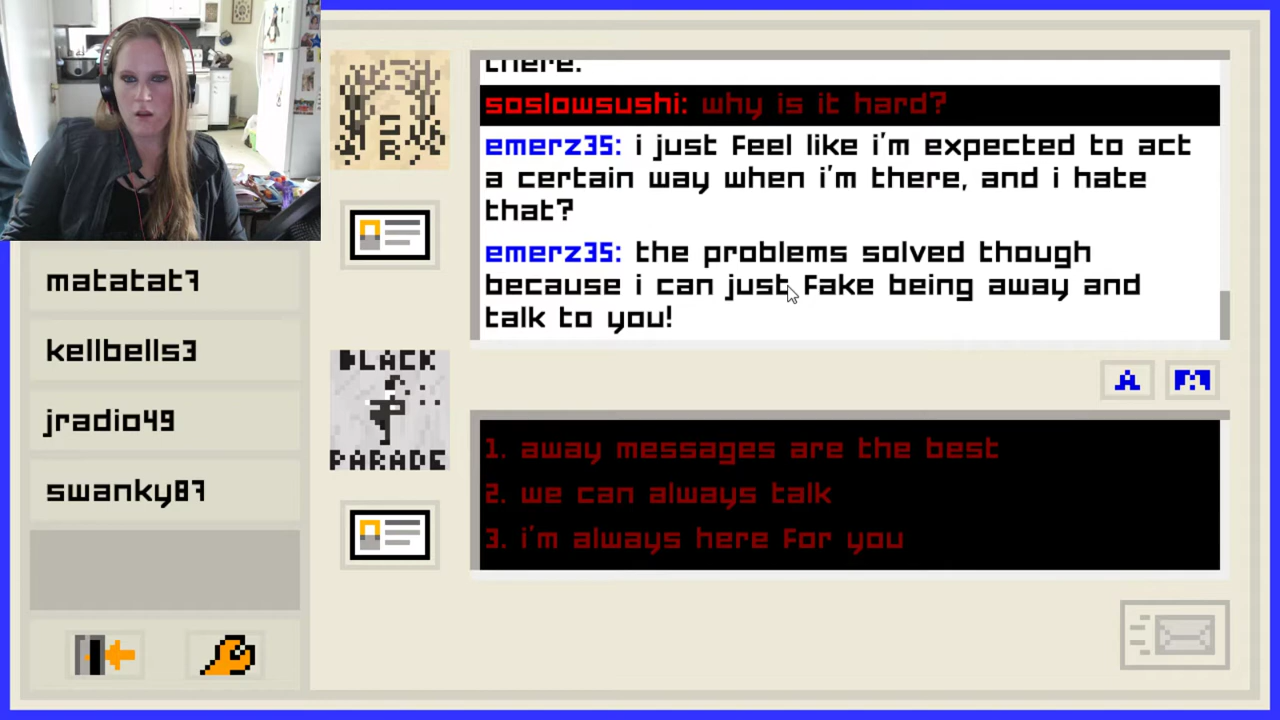 there.
soslowsushi: why is it hard?
emerz35: i just feel like i'm expected to act
a certain way when i'm there, and i hate
that?
emerz35: the problems solved though
because i can just fake being away and
talk to you!
matatat7
kellbells3
jradio49
swanky87
BLACK
PARADE
A
1. away messages are the best
2. we can always talk
3. i'm always here for you